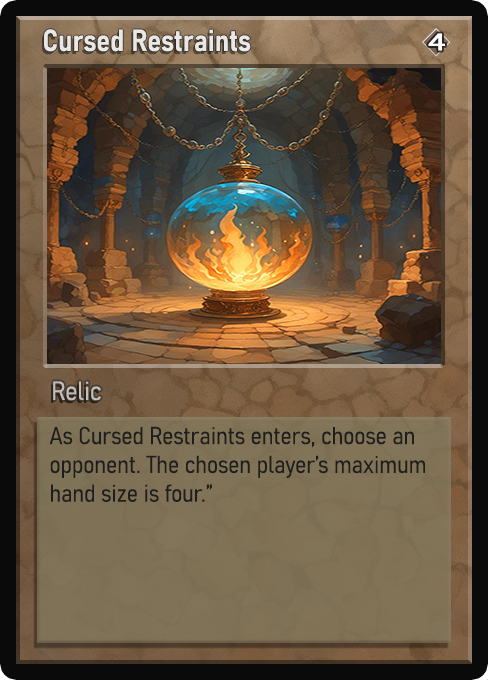 Cursed Restraints
4
Relic
As Cursed Restraints enters, choose an
opponent. The chosen player's maximum
hand size is four."